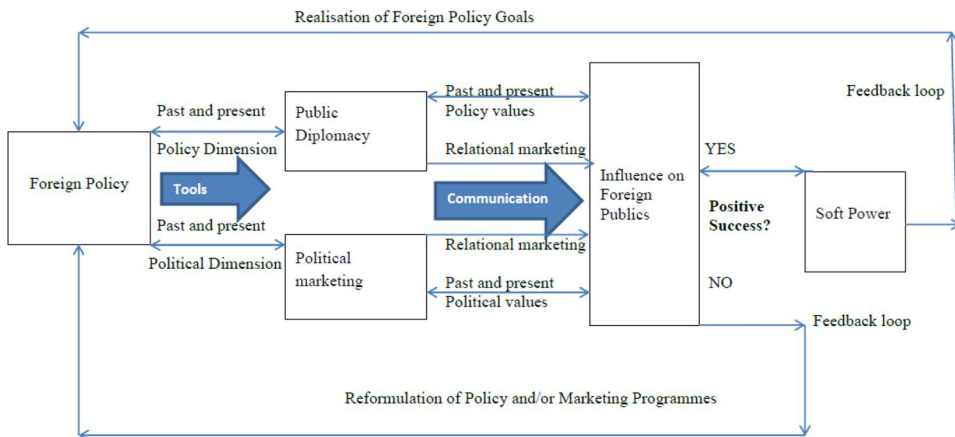 Realisation of Foreign Policy Goals
Feedback loop
Past and present
Policy Dimension
Public
Diplomacy
Past and present
Policy values
Relational marketing
Foreign Policy
Tools
Communication
Influence on
Foreign
Publics
YES
Positive
Success?
NO
Soft Power
Past and present
Political Dimension
Political
marketing
Relational marketing
Past and present
Political values
Feedback loop
Reformulation of Policy and/or Marketing Programmes